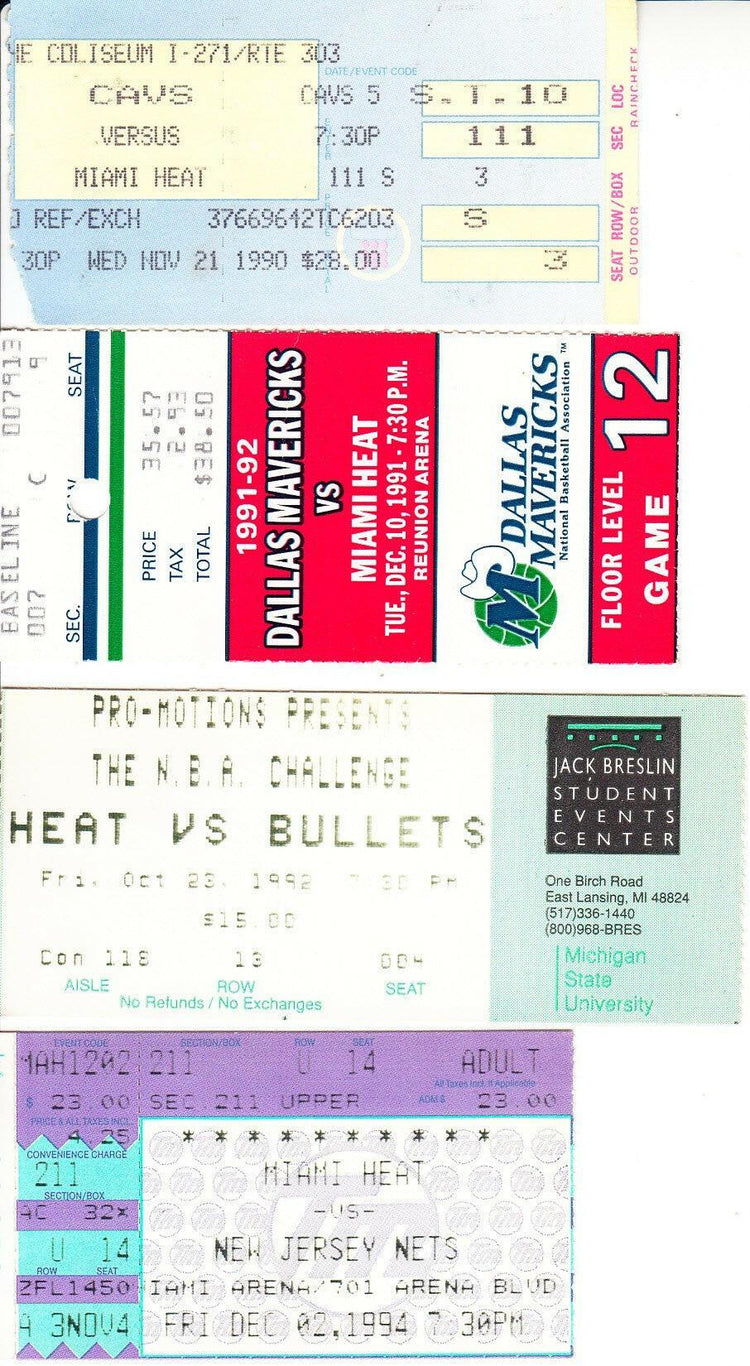 HE COLISEUM I-271/RTE 303
DATE/EVENT CODE
CAVS
CAVS 5
S.T.10
VERSUS
7:30P
111
MIAMI HEAT
111 S
3
REF/EXCH
37669642TC6203
S
30P WED NOV 21 1990 $28.00
3
RAINCHECK
LOC
SEC
SEAT ROW/BOX
OUTDOOR
BASELINE
007913
007 C 9
SEC. ROW SEAT
PRICE 35.57
TAX 2.93
TOTAL $38.50
1991-92
DALLAS MAVERICKS
VS
MIAMI HEAT
TUE., DEC. 10, 1991 - 7:30 P.M.
REUNION ARENA
M
DALLAS
MAVERICKS
National Basketball Association ™
FLOOR LEVEL
GAME 12
PRO-MOTIONS PRESENTS
THE N.B.A. CHALLENGE
HEAT VS BULLETS
Fri, Oct 23, 1992 7:30 PM
$15.00
Con 118 13 004
AISLE ROW SEAT
No Refunds / No Exchanges
JACK BRESLIN
STUDENT
EVENTS
CENTER
One Birch Road
East Lansing, MI 48824
(517)336-1440
(800)968-BRES
Michigan
State
University
EVENT CODE SECTION/BOX ROW SEAT
MAH1202 211 U 14 ADULT
All Taxes Incl. If Applicable
$ 23.00 SEC.211 UPPER ADM$ 23.00
PRICE & ALL TAXES INCL.
4.25
CONVENIENCE CHARGE
211
SECTION/BOX
AC 32x
U 14
ROW SEAT
ZFL1450
A 3NOV4
* * * * * * * * * *
MIAMI HEAT
-VS-
NEW JERSEY NETS
IAMI ARENA/701 ARENA BLVD
FRI DEC 02,1994 7:30PM